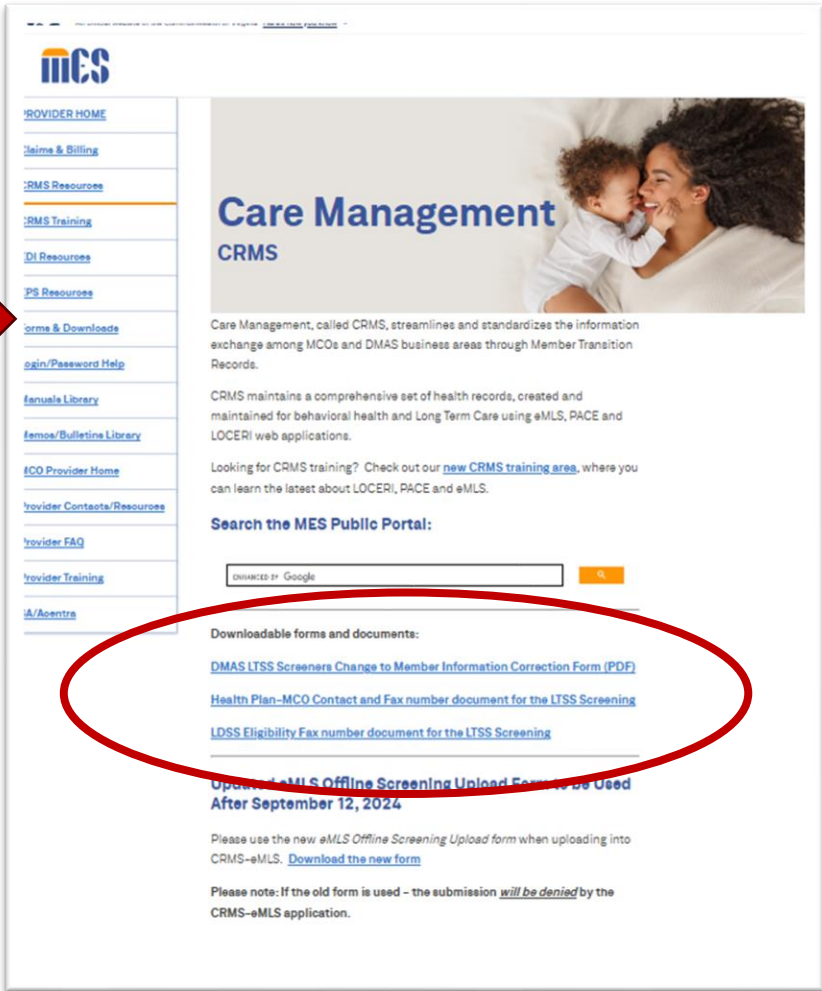 mes
PROVIDER HOME
Claims & Billing
CRMS Resources
CRMS Training
EDI Resources
EPS Resources
Forms & Downloads
Login/Password Help
Manuals Library
Memos/Bulletins Library
MCO Provider Home
Provider Contacts/Resources
Provider FAQ
Provider Training
SA/Acentra
Care Management
CRMS
Care Management, called CRMS, streamlines and standardizes the information
exchange among MCOs and DMAS business areas through Member Transition
Records.
CRMS maintains a comprehensive set of health records, created and
maintained for behavioral health and Long Term Care using eMLS, PACE and
LOCERI web applications.
Looking for CRMS training? Check out our new CRMS training area, where you
can learn the latest about LOCERI, PACE and eMLS.
Search the MES Public Portal:
ENHANCED BY Google
Downloadable forms and documents:
DMAS LTSS Screeners Change to Member Information Correction Form (PDF)
Health Plan-MCO Contact and Fax number document for the LTSS Screening
LDSS Eligibility Fax number document for the LTSS Screening
Updated eMLS Offline Screening Upload Form to be Used
After September 12, 2024
Please use the new eMLS Offline Screening Upload form when uploading into
CRMS-eMLS. Download the new form
Please note: If the old form is used – the submission will be denied by the
CRMS-eMLS application.